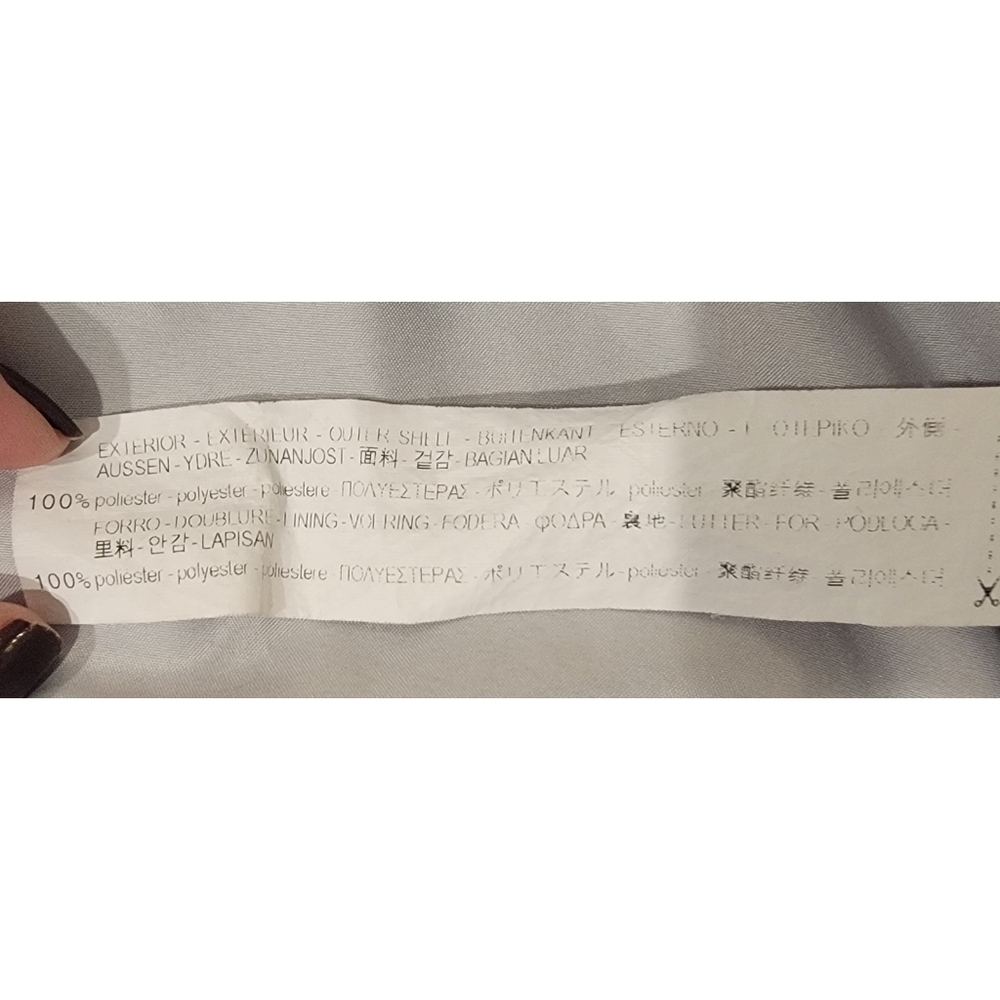 EXTERIOR - EXTÉRIEUR - OUTER SHELL - BUITENKANT ESTERNO - 外側 -
AUSSEN - YDRE - ZUNANJOST - 面料 - 겉감 - BAGIAN LUAR
100% poliester - polyester - poliestere - ΠΟΛΥΕΣΤΕΡΑΣ - ポリエステル - poliester - 聚酯纤维 - 폴리에스터
FORRO - DOUBLURE - LINING - VOERING - FODERA - ΦΟΔΡΑ - 裏地 - FUTTER - FOR - PODLOGA -
里料 - 안감 - LAPISAN
100% poliester - polyester - poliestere - ΠΟΛΥΕΣΤΕΡΑΣ - ポリエステル - poliester - 聚酯纤维 - 폴리에스터